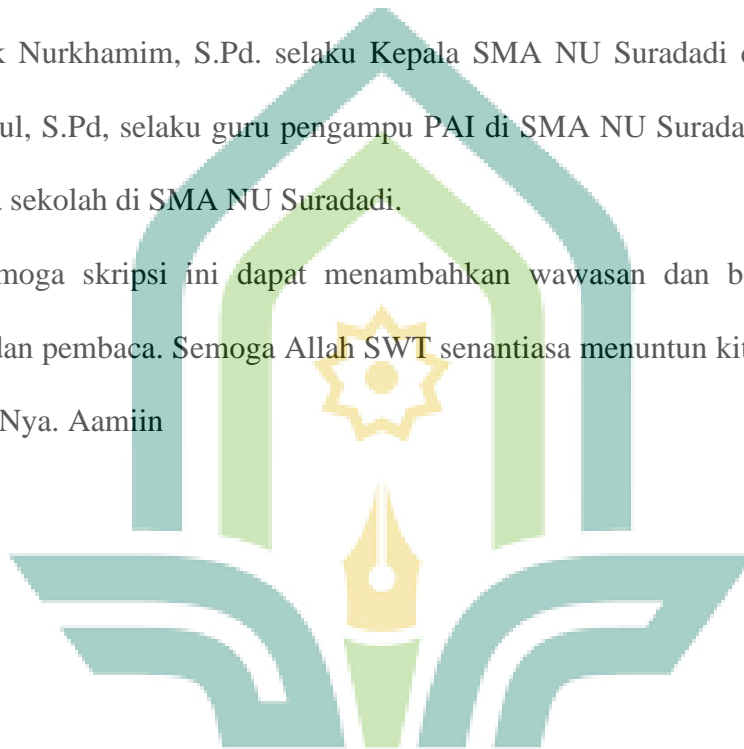 k Nurkhamim, S.Pd. selaku Kepala SMA NU Suradadi
ul, S.Pd, selaku guru pengampu PAI di SMA NU Surada
sekolah di SMA NU Suradadi.
moga skripsi ini dapat menambahkan wawasan dan b
dan pembaca. Semoga Allah SWT senantiasa menuntun kit
Nya. Aamiin